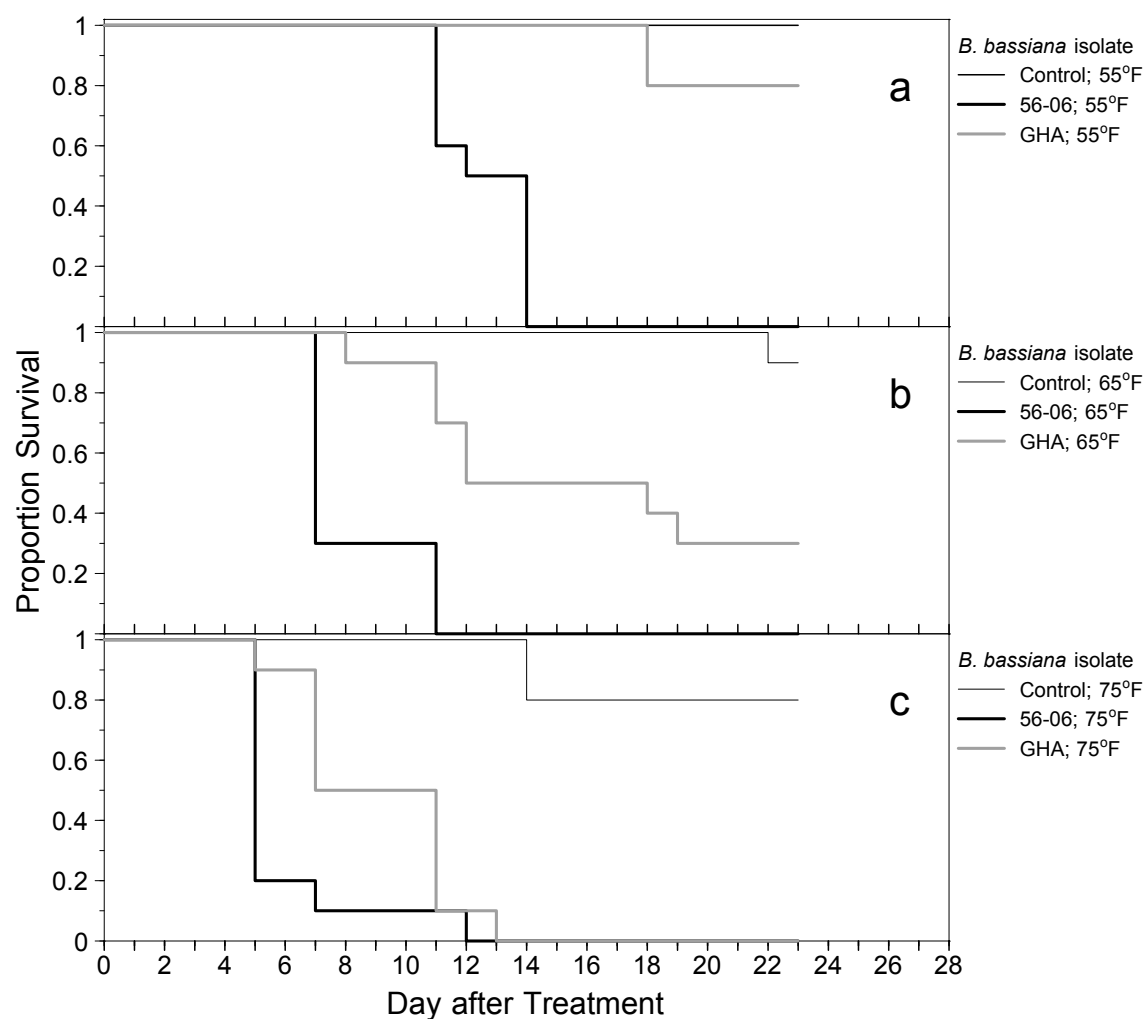 Proportion Survival
1
0.8
0.6
0.4
0.2
a
B. bassiana isolate
Control; 55°F
56-06; 55°F
GHA; 55°F
1
0.8
0.6
0.4
0.2
b
B. bassiana isolate
Control; 65°F
56-06; 65°F
GHA; 65°F
1
0.8
0.6
0.4
0.2
0
c
B. bassiana isolate
Control; 75°F
56-06; 75°F
GHA; 75°F
0 2 4 6 8 10 12 14 16 18 20 22 24 26 28
Day after Treatment